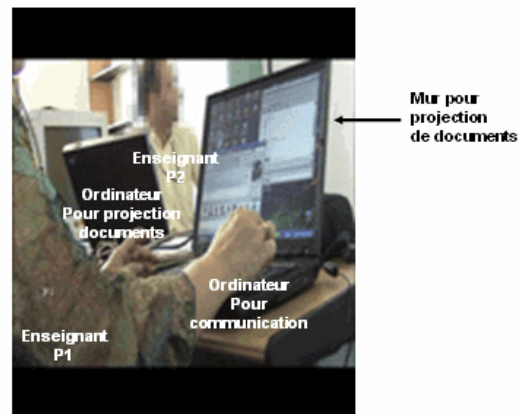 Mur pour
projection
de documents
Enseignant
P2
Ordinateur
Pour projection
documents
Ordinateur
Pour
communication
Enseignant
P1